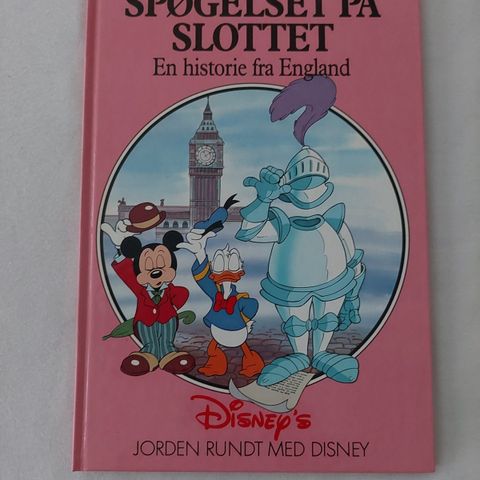 SPØGELSET PÅ
SLOTTET
En historie fra England
DISNEY'S
JORDEN RUNDT MED DISNEY